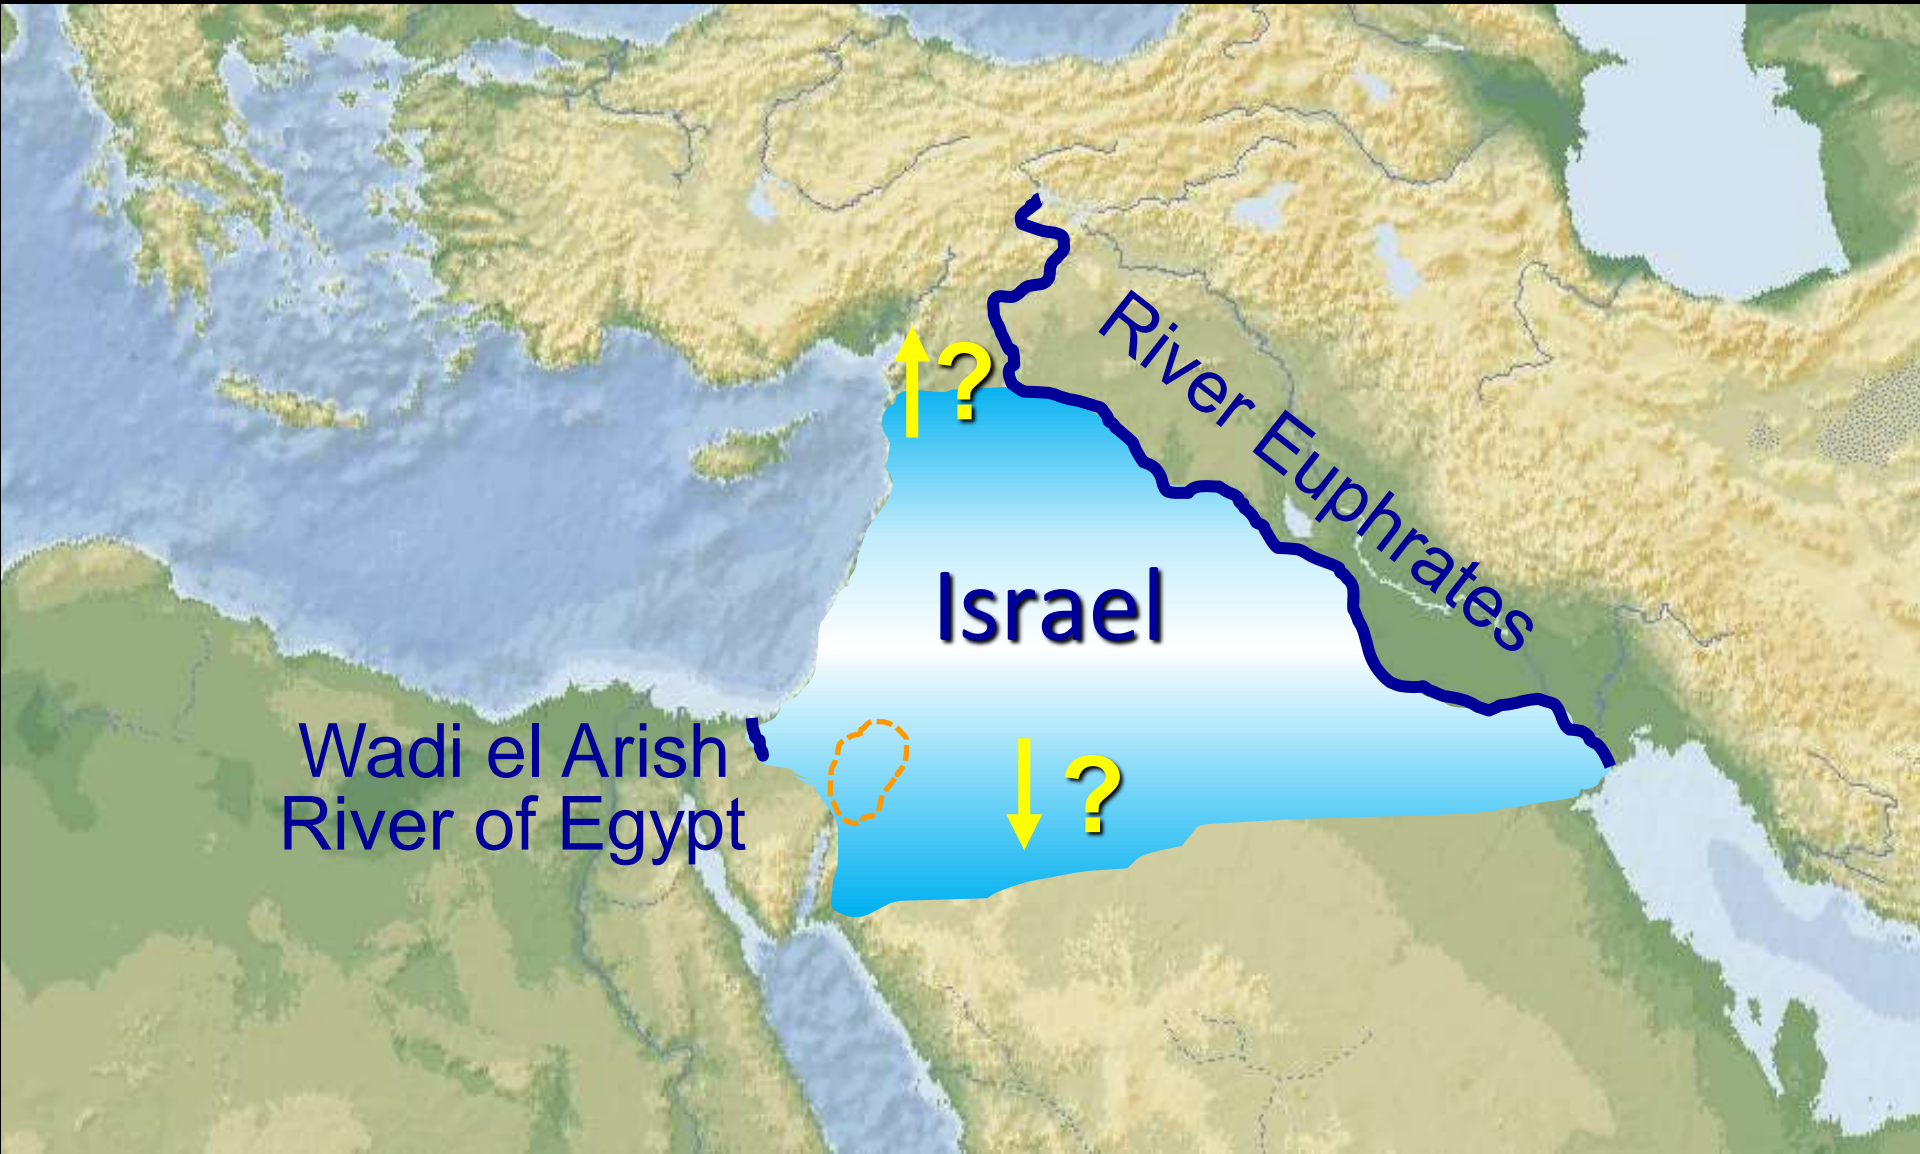 ?
River Euphrates
Israel
Wadi el Arish
River of Egypt
?